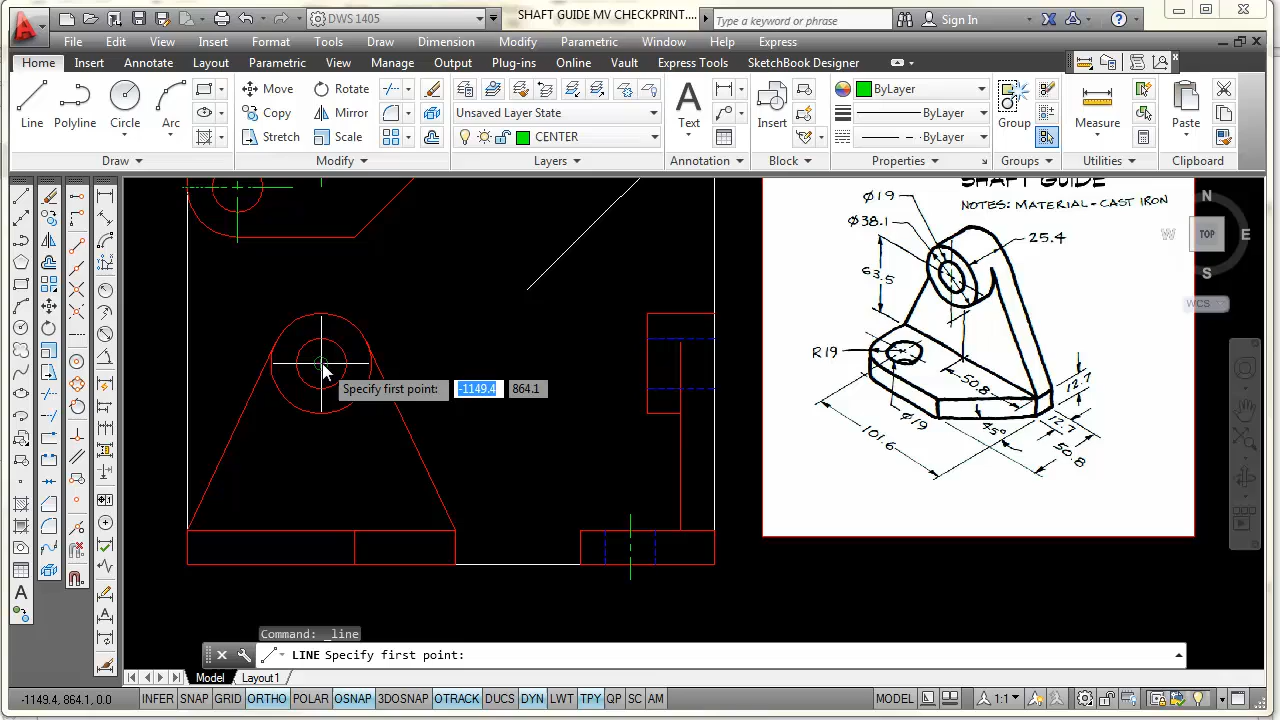 DWS 1405
SHAFT GUIDE MV CHECKPRINT....
Type a keyword or phrase
Sign In
File Edit View Insert Format Tools Draw Dimension Modify Parametric Window Help Express
Home Insert Annotate Layout Parametric View Manage Output Plug-ins Online Vault Express Tools SketchBook Designer
Line Polyline Circle Arc
Move Rotate
Copy Mirror
Stretch Scale
Unsaved Layer State
CENTER
Text
Insert
ByLayer
ByLayer
ByLayer
Group
Measure
Paste
Draw Modify Layers Annotation Block Properties Groups Utilities Clipboard
SHAFT GUIDE
NOTES: MATERIAL - CAST IRON
Ø19
Ø38.1
25.4
63.5
R19
50.8
Ø19
101.6
45°
12.7
12.7
50.8
N
W TOP E
S
WCS
Specify first point: -1149.4 864.1
Command: _line
LINE Specify first point:
Model Layout1
-1149.4, 864.1, 0.0 INFER SNAP GRID ORTHO POLAR OSNAP 3DOSNAP OTRACK DUCS DYN LWT TPY QP SC AM MODEL 1:1